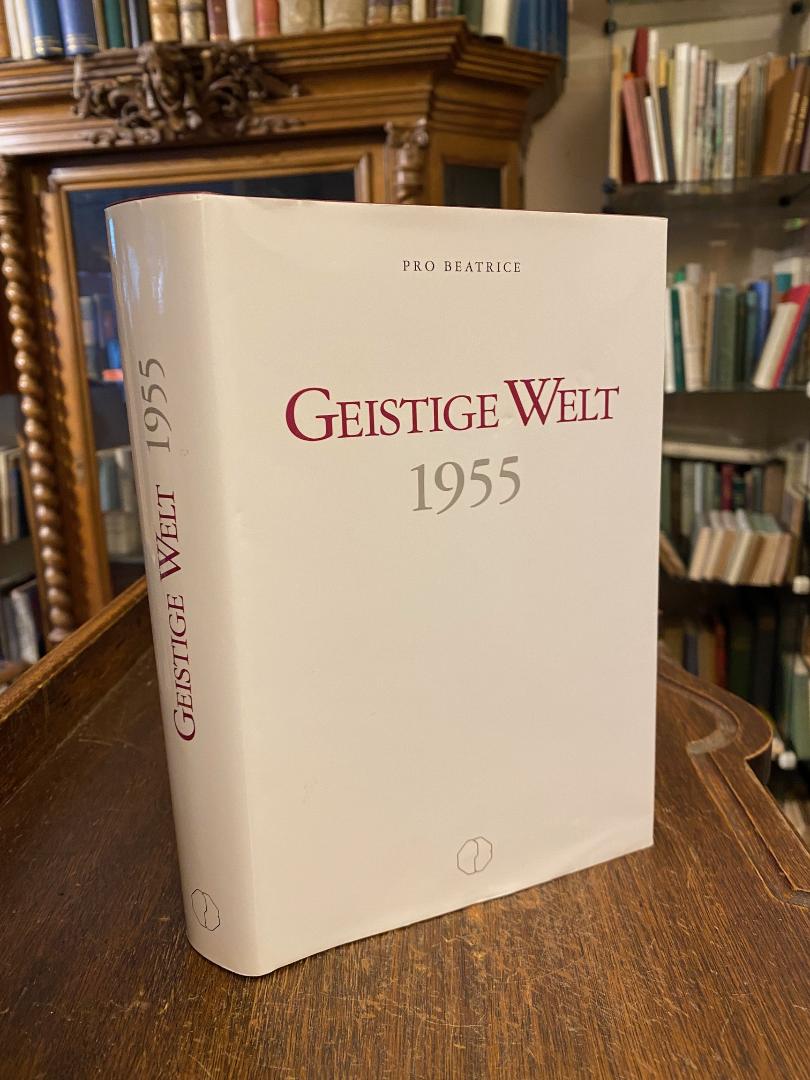 PRO BEATRICE
GEISTIGE WELT
1955
GEISTIGE WELT 1955